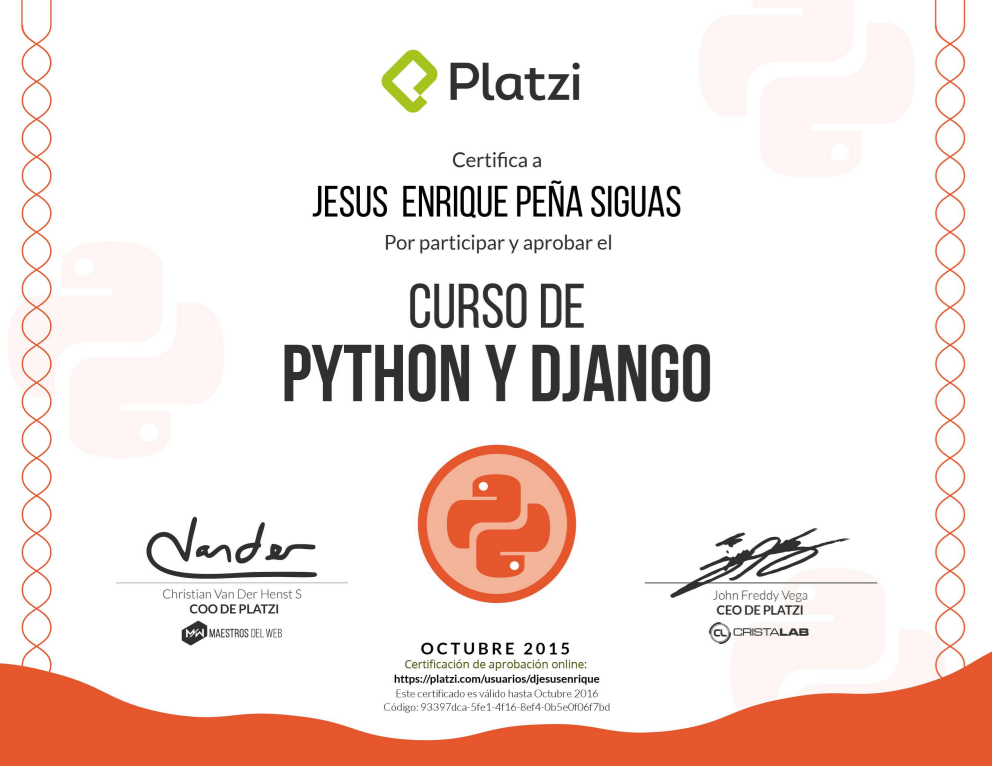 Platzi
Certifica a
JESUS ENRIQUE PEÑA SIGUAS
Por participar y aprobar el
CURSO DE
PYTHON Y DJANGO
Vander
Christian Van Der Henst S
COO DE PLATZI
MW MAESTROS DEL WEB
John Freddy Vega
CEO DE PLATZI
CL CRISTALAB
OCTUBRE 2015
Certificación de aprobación online:
https://platzi.com/usuarios/djesusenrique
Este certificado es válido hasta Octubre 2016
Código: 93397dca-5fe1-4f16-8ef4-0b5e0f06f7bd